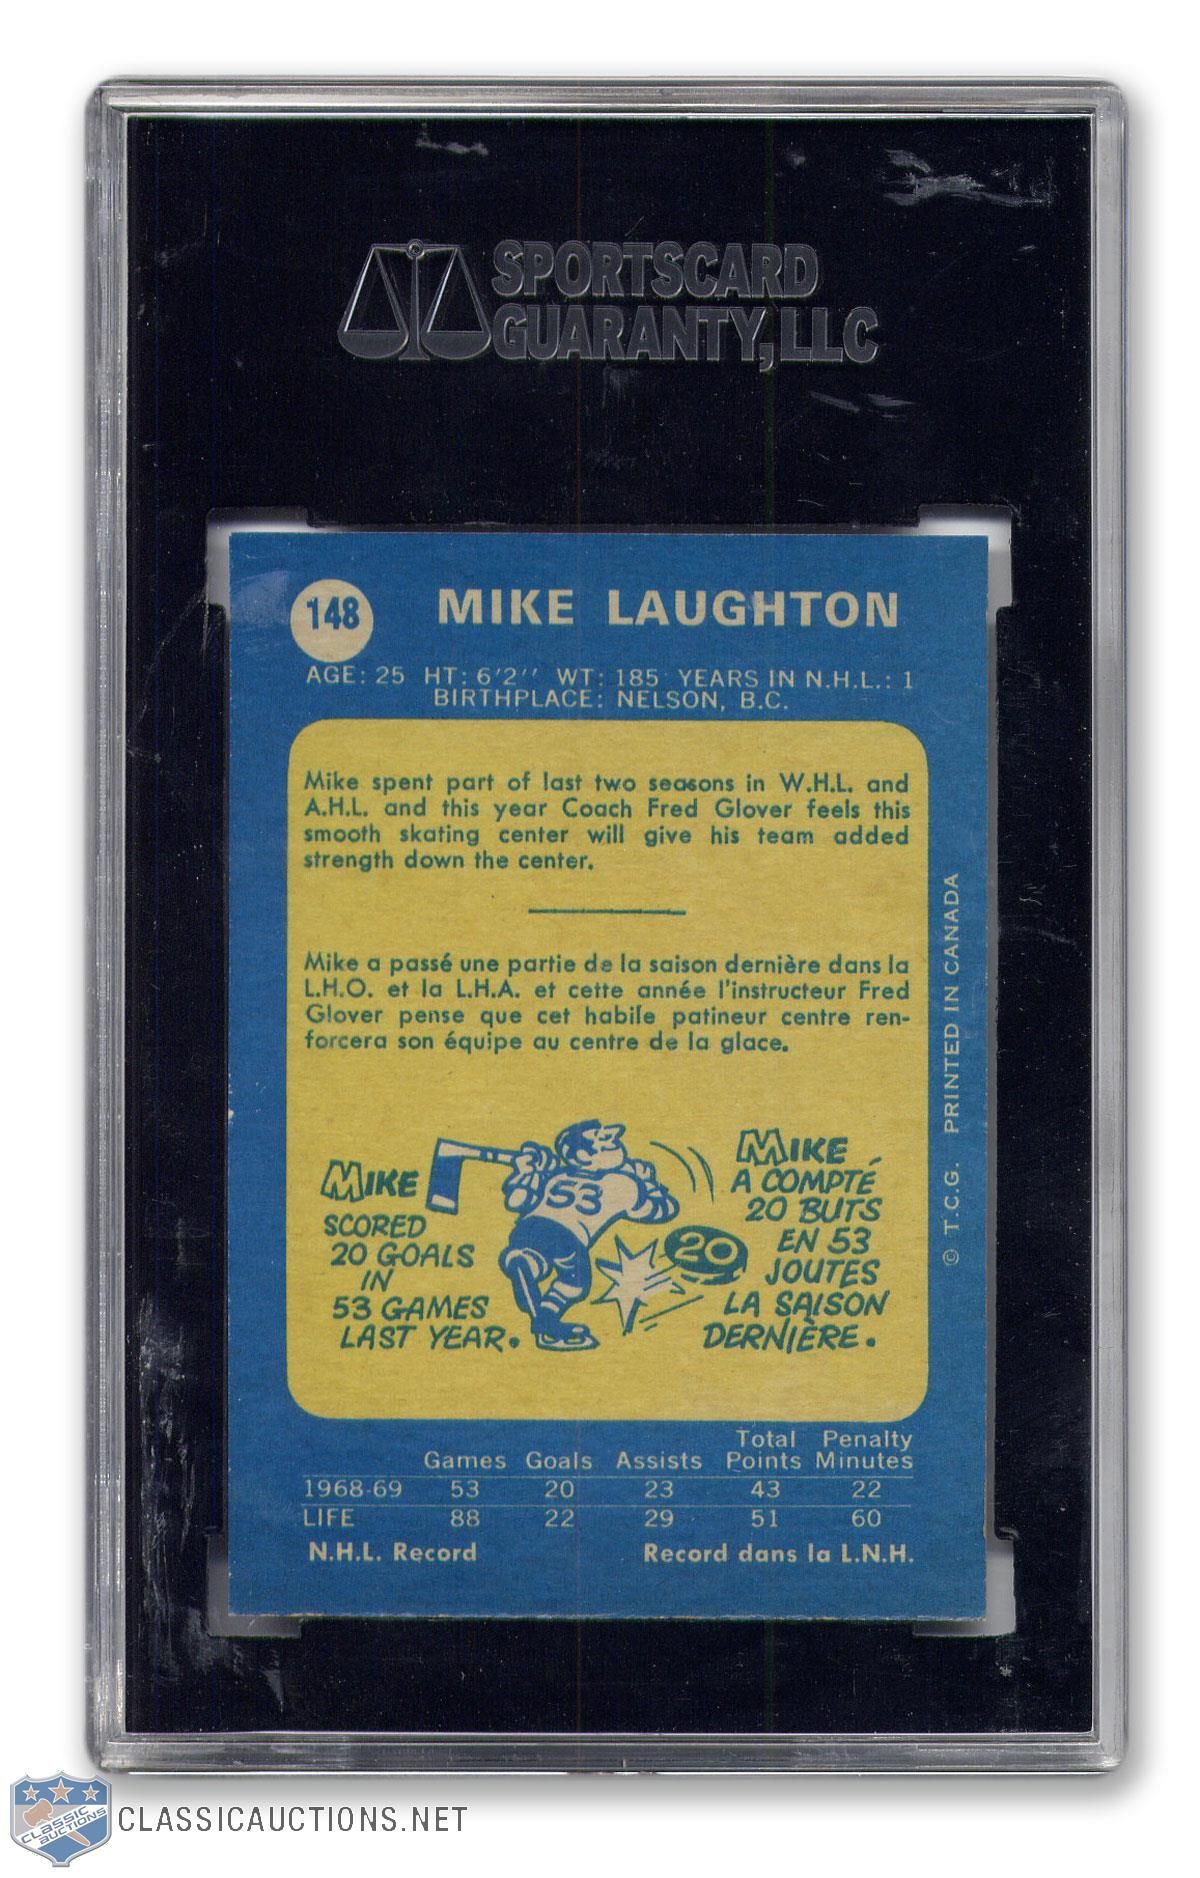 SPORTSCARD
GUARANTY, LLC
148
MIKE LAUGHTON
AGE: 25 HT: 6'2'' WT: 185 YEARS IN N.H.L.: 1
BIRTHPLACE: NELSON, B.C.
Mike spent part of last two seasons in W.H.L. and
A.H.L. and this year Coach Fred Glover feels this
smooth skating center will give his team added
strength down the center.
Mike a passé une partie de la saison dernière dans la
L.H.O. et la L.H.A. et cette année l'instructeur Fred
Glover pense que cet habile patineur centre ren-
forcera son équipe au centre de la glace.
MIKE
SCORED
20 GOALS
IN
53 GAMES
LAST YEAR.
53
20
MIKE
A COMPTÉ
20 BUTS
EN 53
JOUTES
LA SAISON
DERNIÈRE.
© T.C.G. PRINTED IN CANADA
Total Penalty
Games Goals Assists Points Minutes
1968-69 53 20 23 43 22
LIFE 88 22 29 51 60
N.H.L. Record Record dans la L.N.H.
CLASSIC
AUCTIONS
CLASSICAUCTIONS.NET